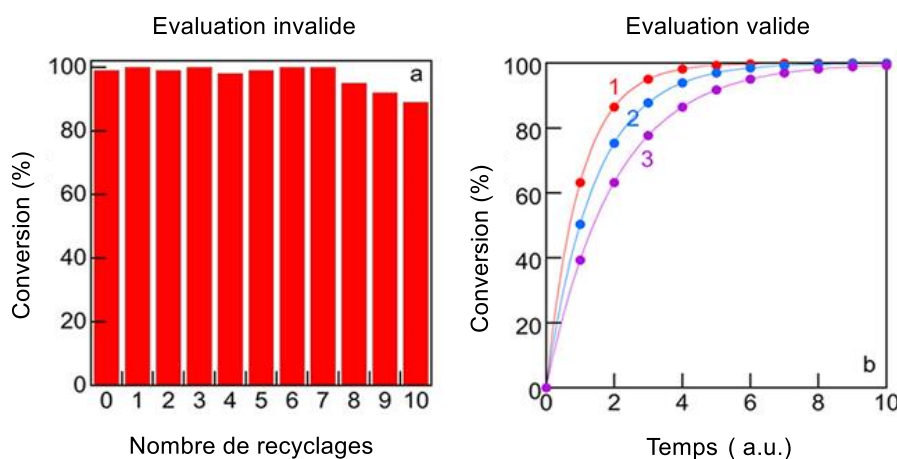 Evaluation invalide
100
80
60
40
20
0
a
0 1 2 3 4 5 6 7 8 9 10
Conversion (%)
Nombre de recyclages
Evaluation valide
100
80
60
40
20
0
1
2
3
b
0 2 4 6 8 10
Conversion (%)
Temps ( a.u.)